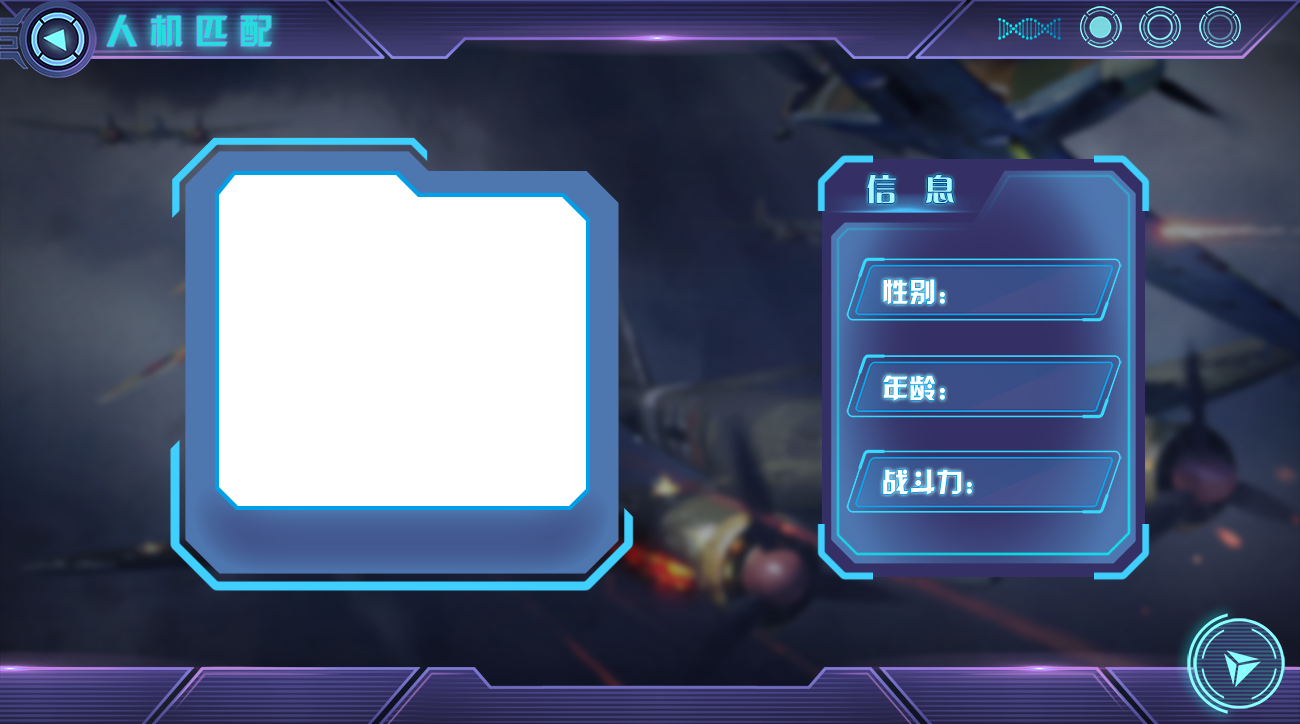 人机匹配
信 息
性别：
年龄：
战斗力：